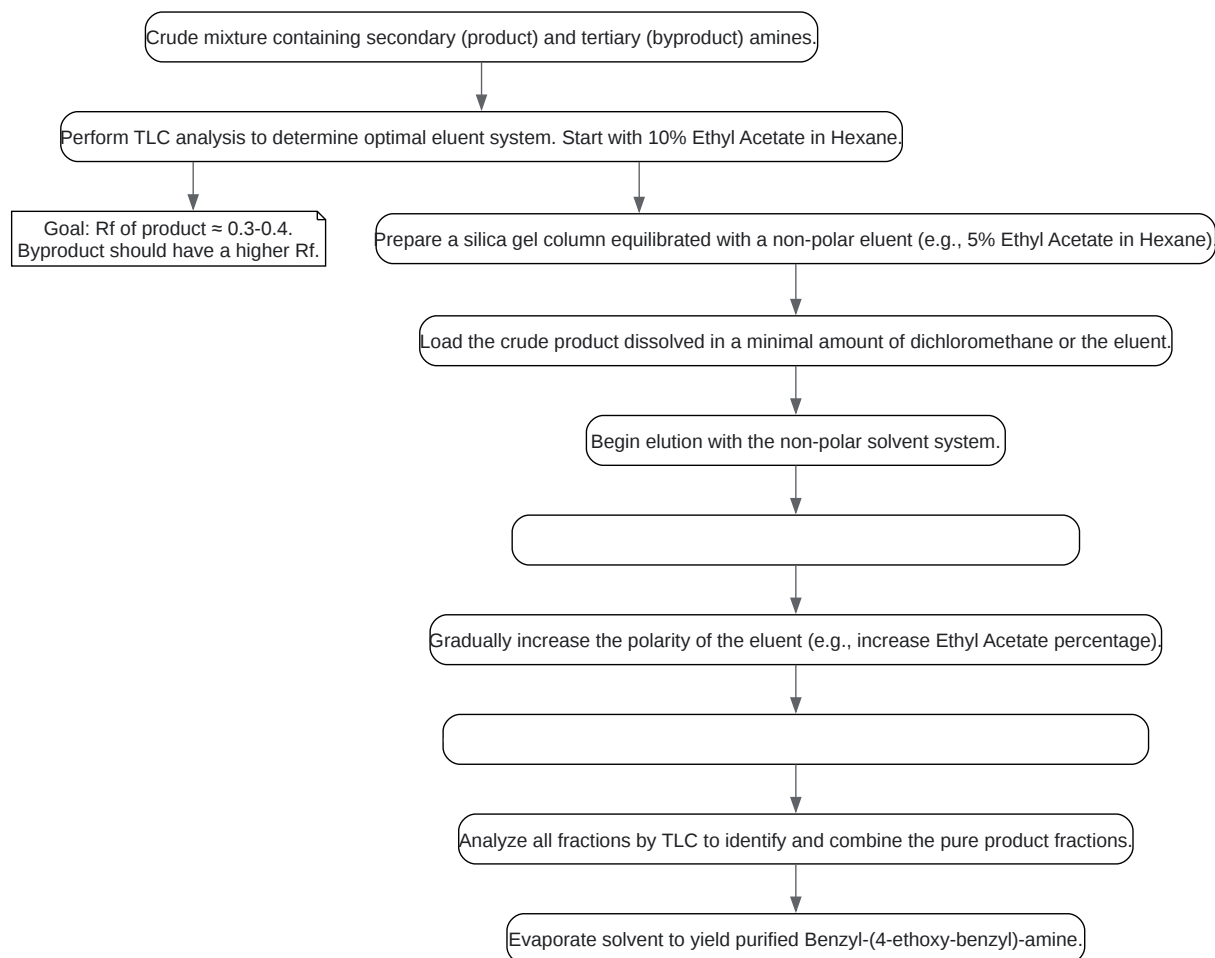 Crude mixture containing secondary (product) and tertiary (byproduct) amines.
Perform TLC analysis to determine optimal eluent system. Start with 10% Ethyl Acetate in Hexane.
Goal: Rf of product ≈ 0.3-0.4.
Byproduct should have a higher Rf.
Prepare a silica gel column equilibrated with a non-polar eluent (e.g., 5% Ethyl Acetate in Hexane).
Load the crude product dissolved in a minimal amount of dichloromethane or the eluent.
Begin elution with the non-polar solvent system.
Gradually increase the polarity of the eluent (e.g., increase Ethyl Acetate percentage).
Analyze all fractions by TLC to identify and combine the pure product fractions.
Evaporate solvent to yield purified Benzyl-(4-ethoxy-benzyl)-amine.